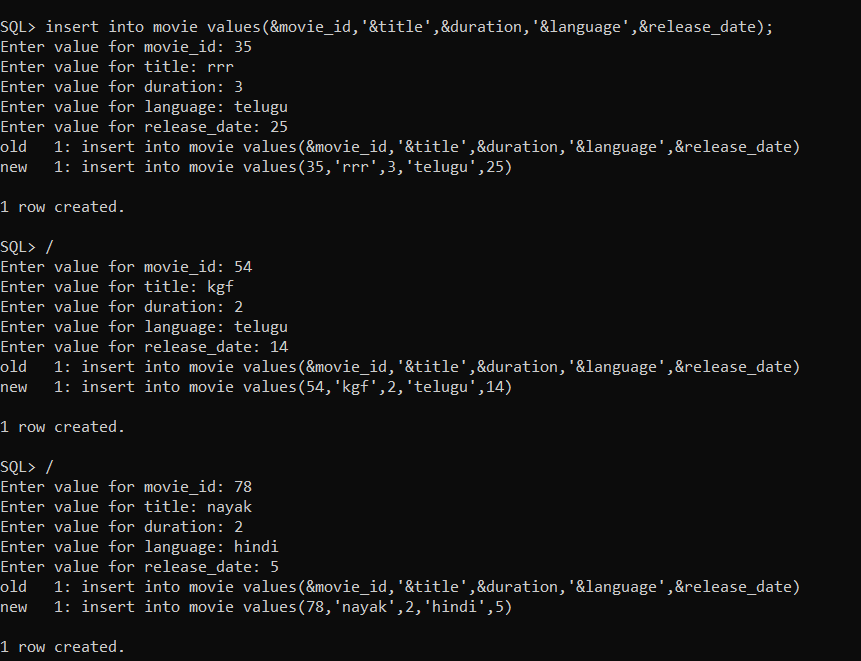 SQL> insert into movie values(&movie_id,'&title',&duration,'&language',&release_date);
Enter value for movie_id: 35
Enter value for title: rrr
Enter value for duration: 3
Enter value for language: telugu
Enter value for release_date: 25
old   1: insert into movie values(&movie_id,'&title',&duration,'&language',&release_date)
new   1: insert into movie values(35,'rrr',3,'telugu',25)
1 row created.
SQL> /
Enter value for movie_id: 54
Enter value for title: kgf
Enter value for duration: 2
Enter value for language: telugu
Enter value for release_date: 14
old   1: insert into movie values(&movie_id,'&title',&duration,'&language',&release_date)
new   1: insert into movie values(54,'kgf',2,'telugu',14)
1 row created.
SQL> /
Enter value for movie_id: 78
Enter value for title: nayak
Enter value for duration: 2
Enter value for language: hindi
Enter value for release_date: 5
old   1: insert into movie values(&movie_id,'&title',&duration,'&language',&release_date)
new   1: insert into movie values(78,'nayak',2,'hindi',5)
1 row created.